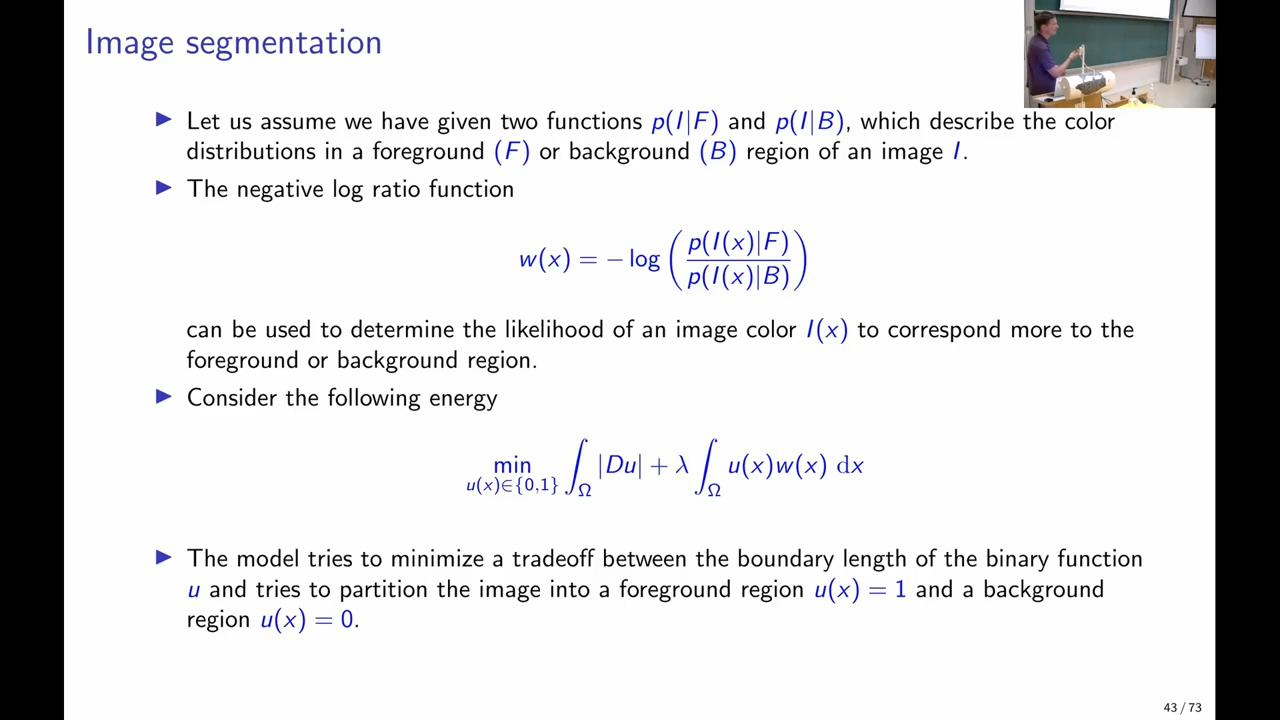 Image segmentation
▶ Let us assume we have given two functions p(I|F) and p(I|B), which describe the color
distributions in a foreground (F) or background (B) region of an image I.
▶ The negative log ratio function
w(x) = − log ( p(I(x)|F) / p(I(x)|B) )
can be used to determine the likelihood of an image color I(x) to correspond more to the
foreground or background region.
▶ Consider the following energy
min_{u(x)∈{0,1}} ∫_Ω |Du| + λ ∫_Ω u(x)w(x) dx
▶ The model tries to minimize a tradeoff between the boundary length of the binary function
u and tries to partition the image into a foreground region u(x) = 1 and a background
region u(x) = 0.
43 / 73